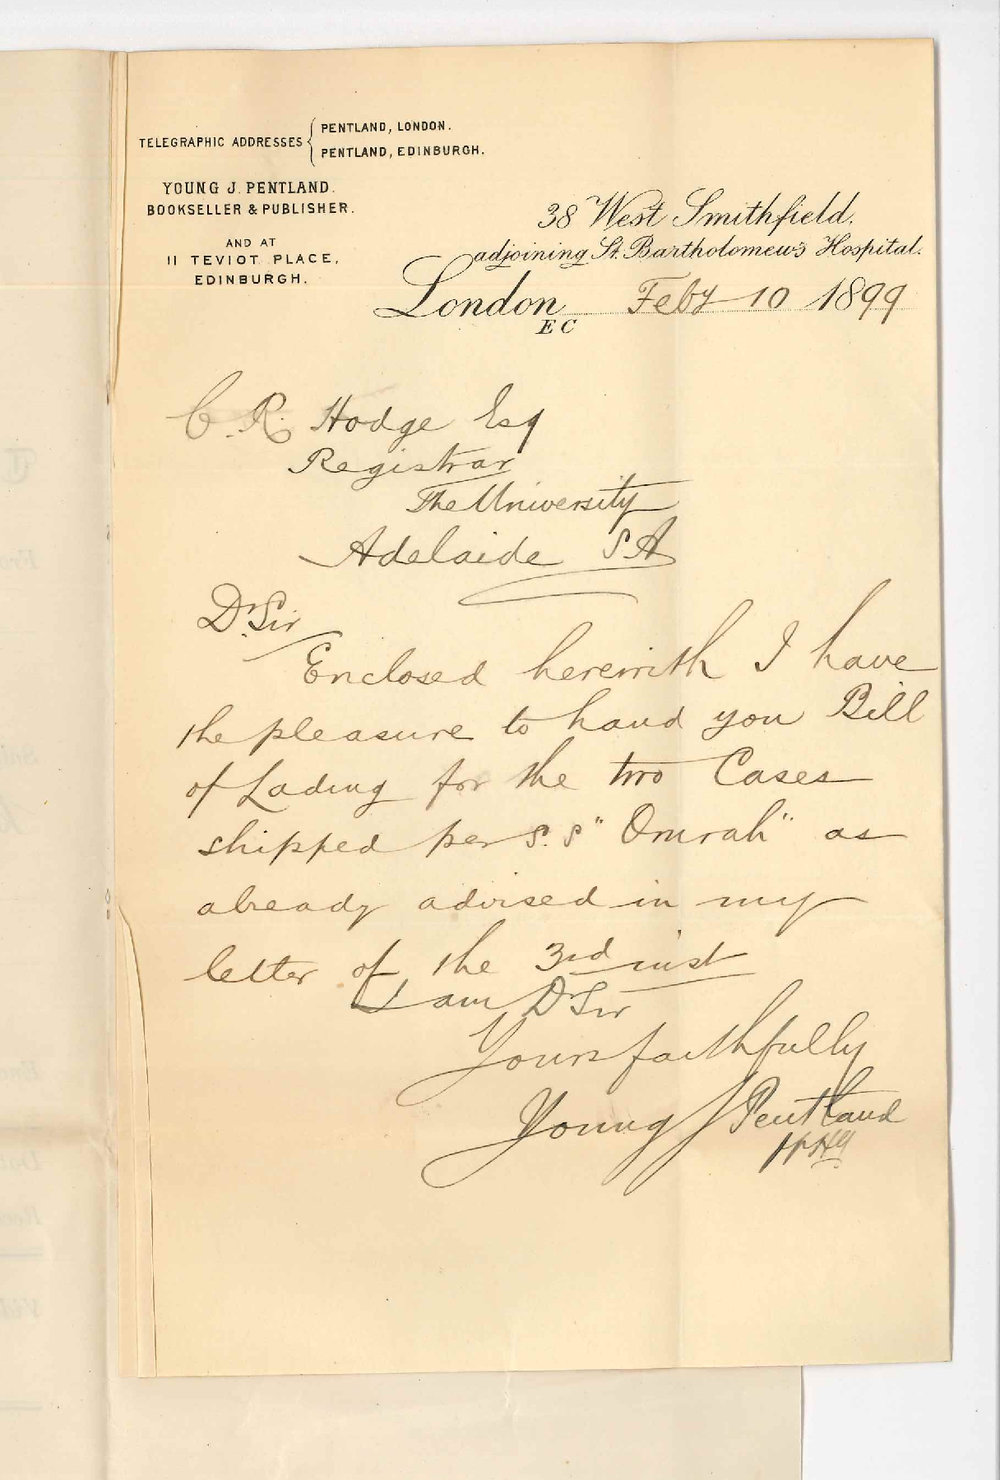 TELEGRAPHIC ADDRESSES
PENTLAND, LONDON.
PENTLAND, EDINBURGH.
YOUNG J. PENTLAND.
BOOKSELLER & PUBLISHER.
AND AT
11 TEVIOT PLACE,
EDINBURGH.
38 West Smithfield.
adjoining St. Bartholomew's Hospital.
London Feby 10 1899
E C
C. R. Hodge Esq
Registrar
The University
Adelaide S.A
Dr Sir
Enclosed herewith I have
the pleasure to hand you Bill
of Lading for the two Cases
shipped per S.S "Omrah" as
already advised in my
letter of the 3rd inst
I am Dr Sir
Yours faithfully
Young J Pentland